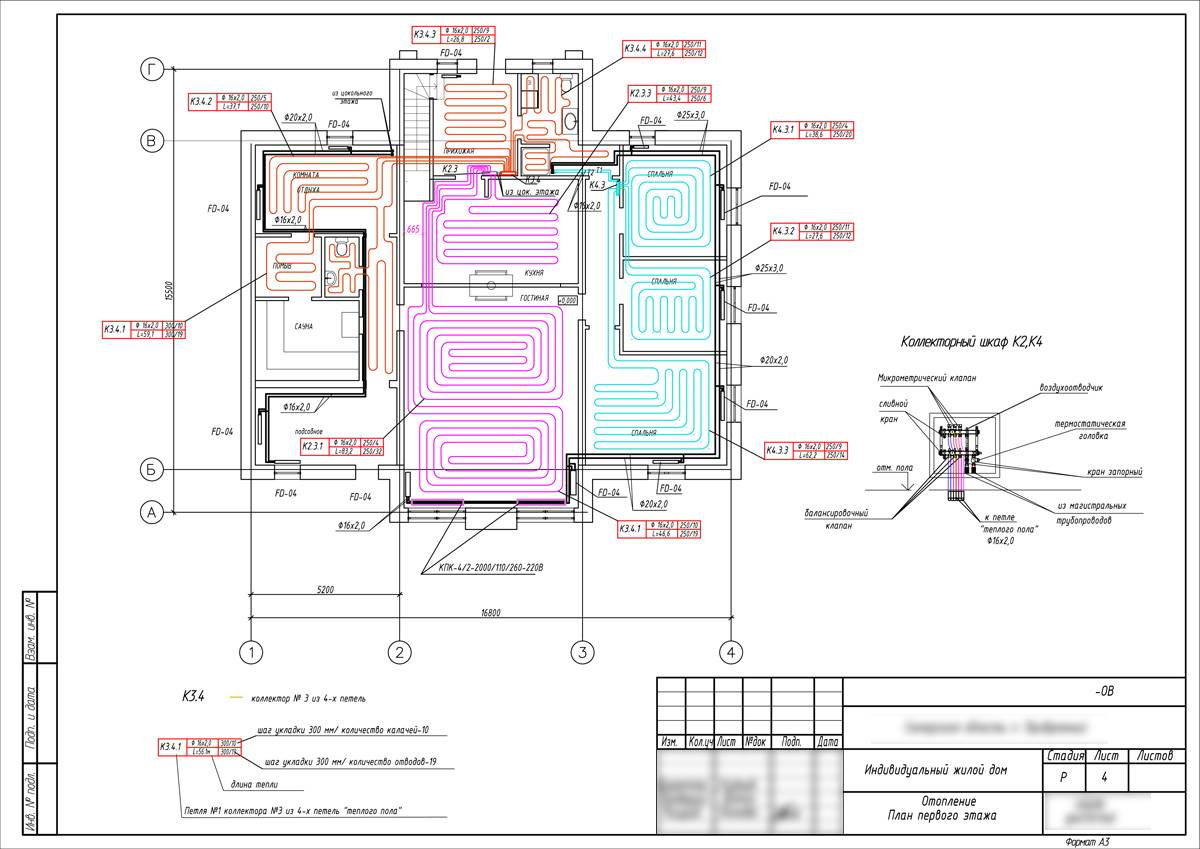 К3.4.3 Ф 16х2,0 250/9
L=26,8 250/2
FD-04
К3.4.4 Ф 16х2,0 250/11
L=27,6 250/12
Г
К3.4.2 Ф 16х2,0 250/5
L=37,1 250/10
из цокольного
этажа
К2.3.3 Ф 16х2,0 250/9
L=43,4 250/6
Ф20х2,0
FD-04
FD-04
Ф25х3,0
К4.3.1 Ф 16х2,0 250/4
L=38,6 250/20
В
ПРИХОЖАЯ
КОМНАТА
ОТДЫХА
К2.3
К3.4
из цок. этажа
Т2 Т1
К4.3
СПАЛЬНЯ
FD-04
FD-04
Ф16х2,0
Ф16х2,0
665
К4.3.2 Ф 16х2,0 250/11
L=27,6 250/12
ПОМЫВ
КУХНЯ
СПАЛЬНЯ
Ф25х3,0
15500
ГОСТИНАЯ
+0,000
FD-04
К3.4.1 Ф 16х2,0 300/10
L=59,1 300/19
САУНА
Коллекторный шкаф К2,К4
Ф20х2,0
Микрометрический клапан
воздухоотводчик
сливной
кран
термостатическая
головка
Ф16х2,0
FD-04
FD-04
подсобное
К2.3.1 Ф 16х2,0 250/4
L=83,2 250/32
СПАЛЬНЯ
К4.3.3 Ф 16х2,0 250/9
L=62,2 250/14
Б
отм. пола
кран запорный
FD-04
FD-04
FD-04
FD-04
Ф20х2,0
А
Ф16х2,0
К3.4.1 Ф 16х2,0 250/10
L=46,6 250/19
балансировочный
клапан
к петле
"теплого пола"
Ф16х2,0
из магистральных
трубопроводов
КПК-4/2-2000/110/260-220В
5200
16800
1
2
3
4
К3.4
коллектор № 3 из 4-х петель
шаг укладки 300 мм/ количество калачей-10
К3.4.1 Ф 16х2,0 300/10
L=56.1м 300/19
шаг укладки 300 мм/ количество отводов-19
длина тепли
Петля №1 коллектора №3 из 4-х петель "теплого пола"
Взам. инв. №
Подп. и дата
Инв. № подл.
-ОВ
Изм. Кол.уч Лист №док Подп. Дата
Индивидуальный жилой дом
Стадия Лист Листов
Р 4
Отопление
План первого этажа
Формат А3